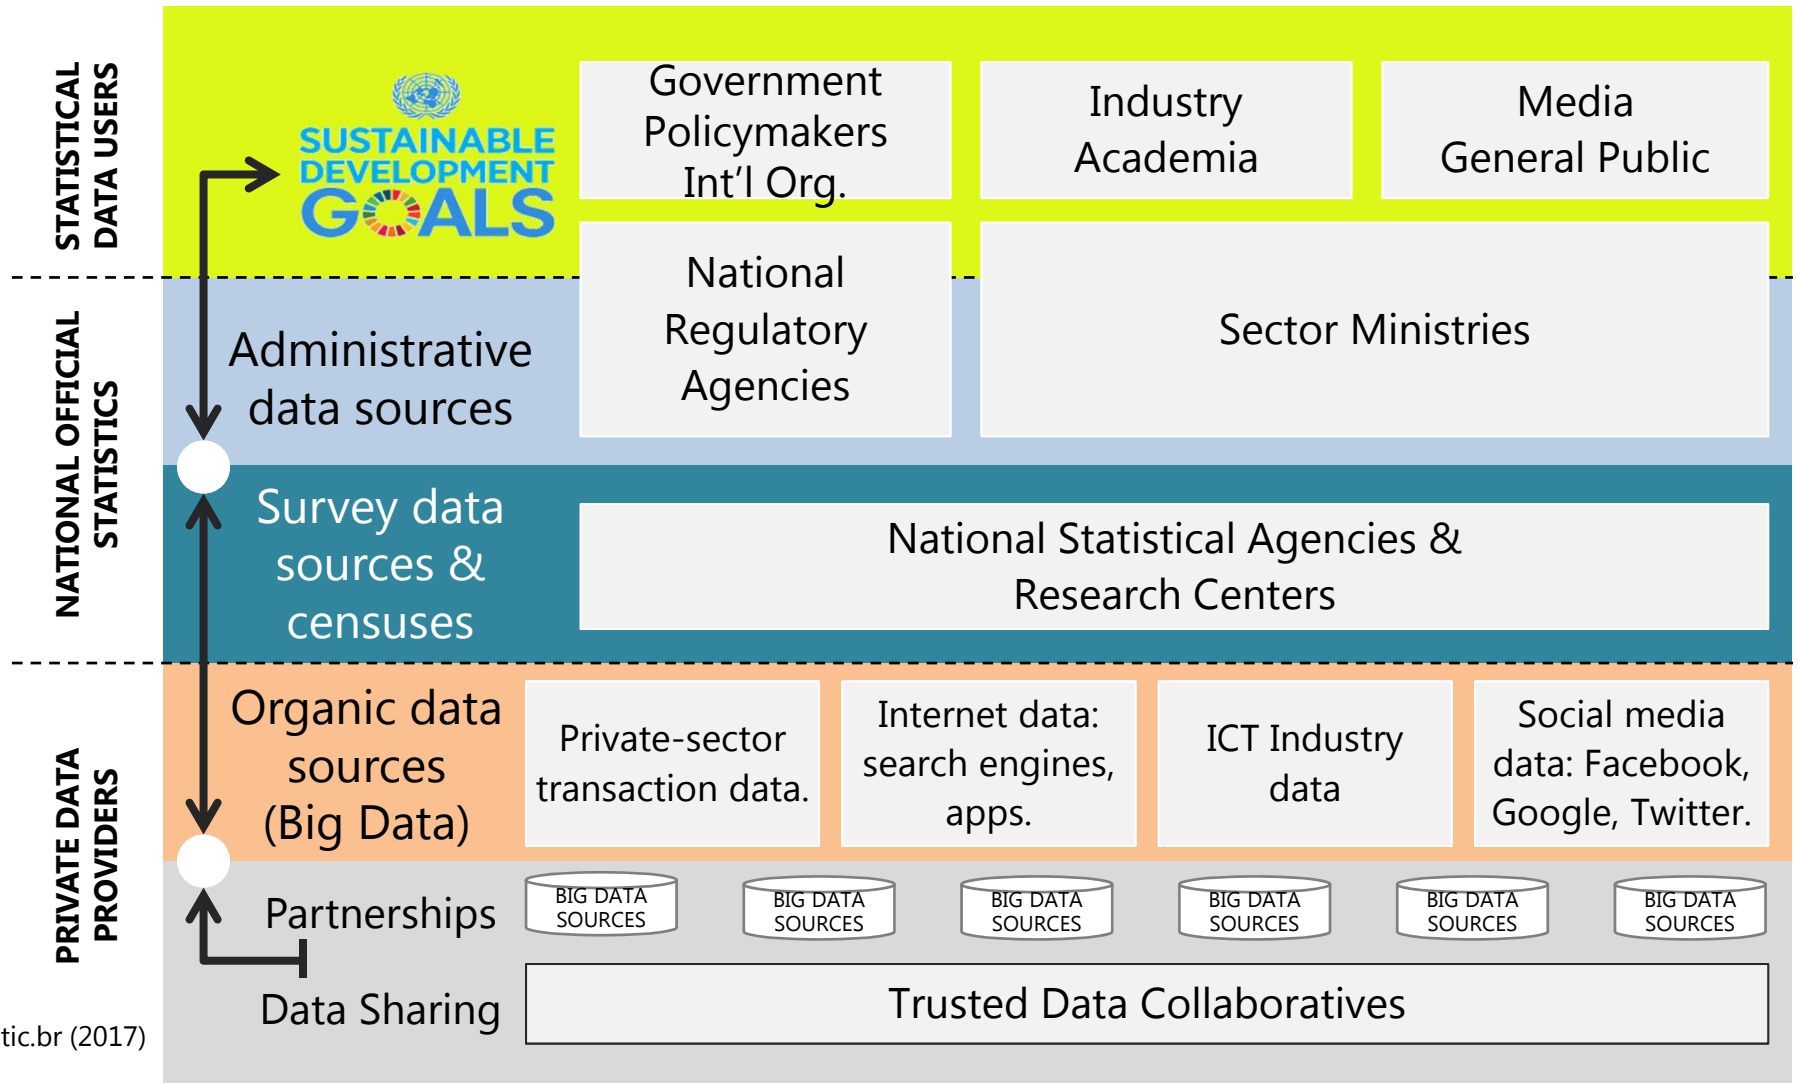 STATISTICAL
DATA USERS
SUSTAINABLE
DEVELOPMENT
GOALS
Government
Policymakers
Int’l Org.
Industry
Academia
Media
General Public
NATIONAL OFFICIAL
STATISTICS
Administrative
data sources
National
Regulatory
Agencies
Sector Ministries
Survey data
sources &
censuses
National Statistical Agencies &
Research Centers
PRIVATE DATA
PROVIDERS
Organic data
sources
(Big Data)
Private-sector
transaction data.
Internet data:
search engines,
apps.
ICT Industry
data
Social media
data: Facebook,
Google, Twitter.
Partnerships
BIG DATA
SOURCES
BIG DATA
SOURCES
BIG DATA
SOURCES
BIG DATA
SOURCES
BIG DATA
SOURCES
BIG DATA
SOURCES
Data Sharing
Trusted Data Collaboratives
tic.br (2017)